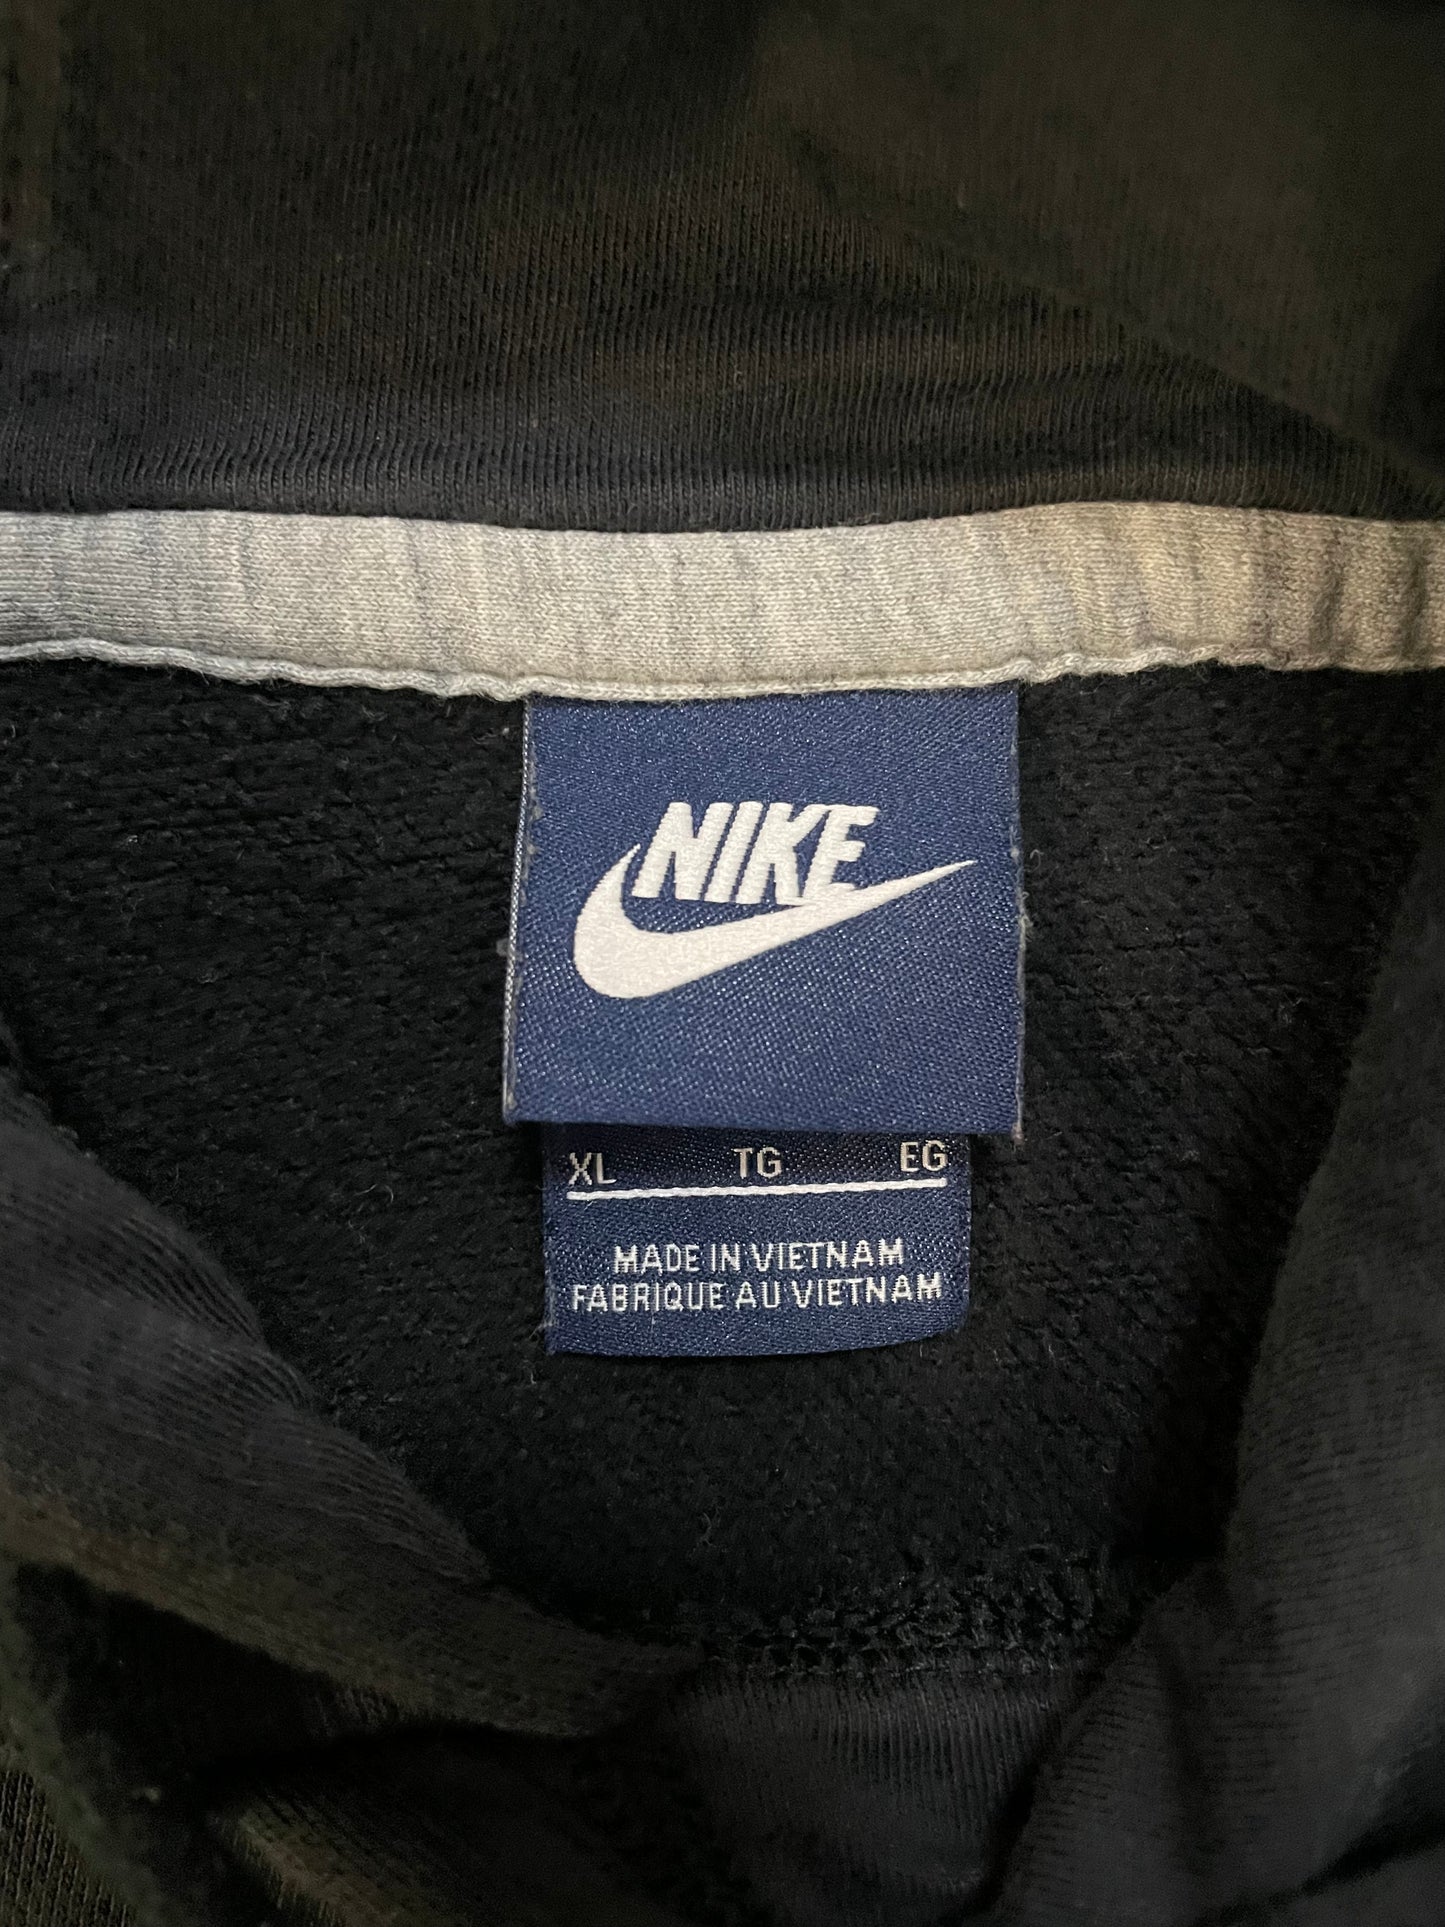 NIKE
XL TG EG
MADE IN VIETNAM
FABRIQUE AU VIETNAM